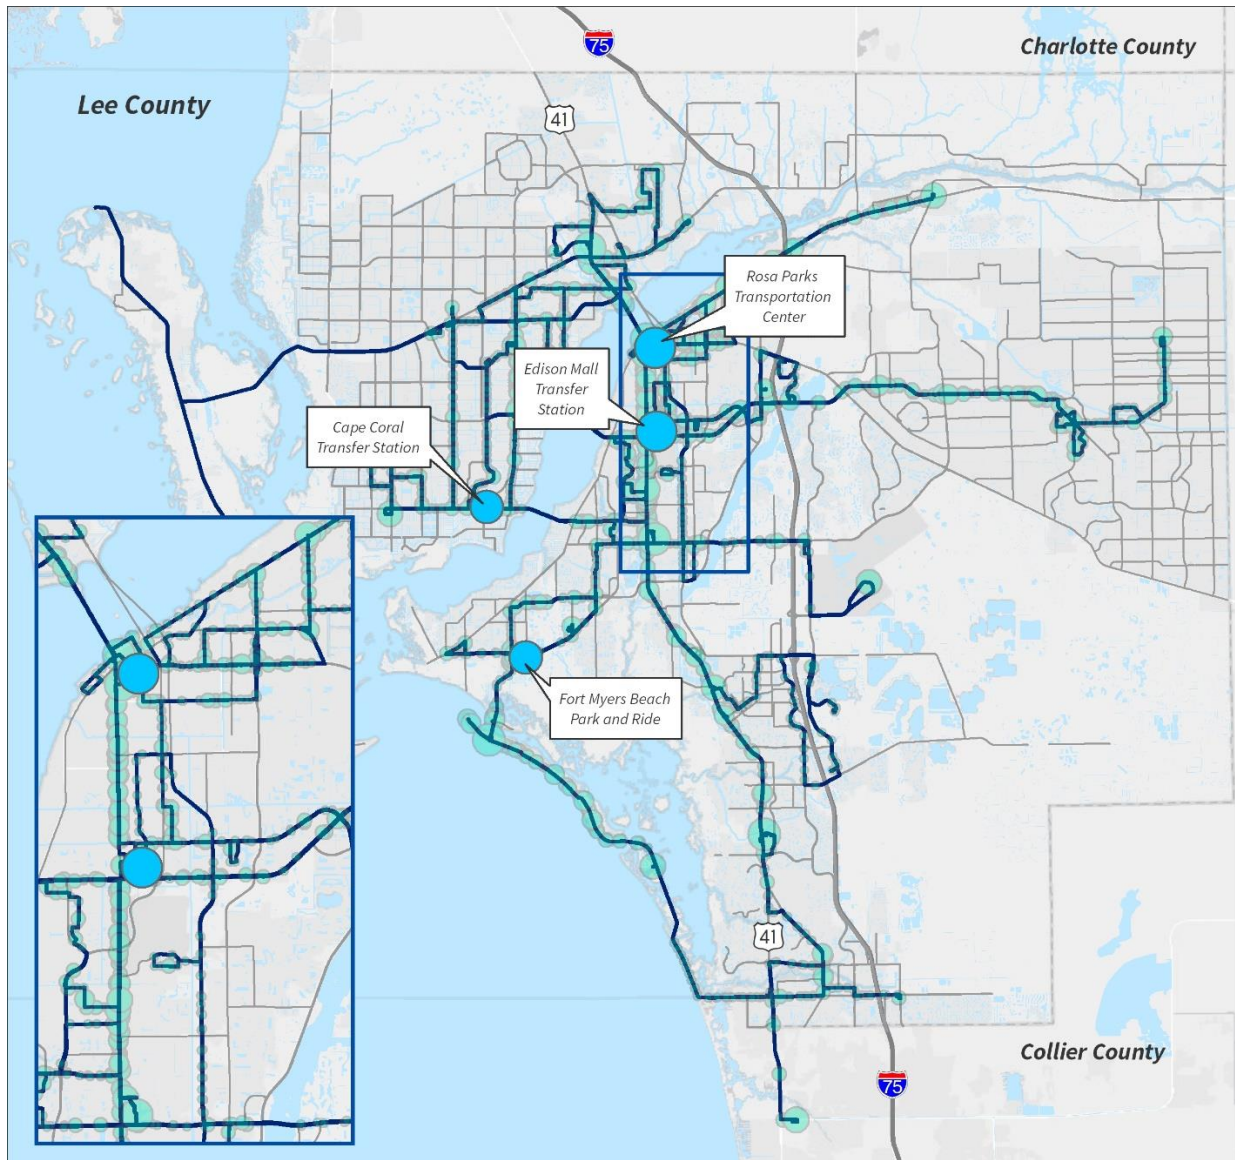 75
Charlotte County
Lee County
41
Rosa Parks
Transportation
Center
Edison Mall
Transfer
Station
Cape Coral
Transfer Station
Fort Myers Beach
Park and Ride
41
Collier County
75